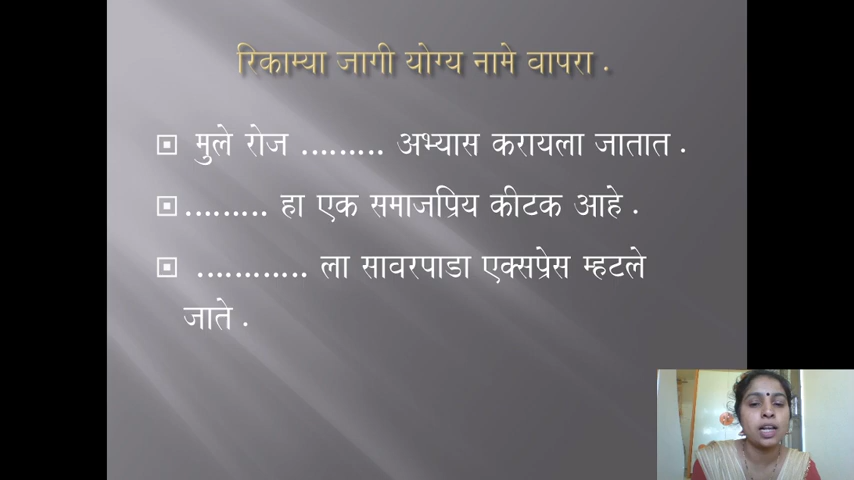 रिकाम्या जागी योग्य नामे वापरा .
मुले रोज ......... अभ्यास करायला जातात .
......... हा एक समाजप्रिय कीटक आहे .
............ ला सावरपाडा एक्सप्रेस म्हटले
जाते .